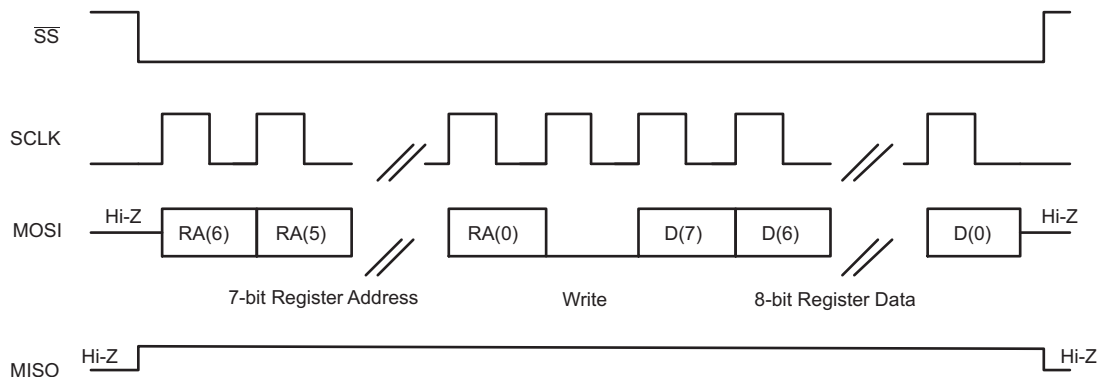 SS
SCLK
Hi-Z
MOSI RA(6) RA(5) RA(0) D(7) D(6) D(0) Hi-Z
7-bit Register Address Write 8-bit Register Data
Hi-Z Hi-Z
MISO